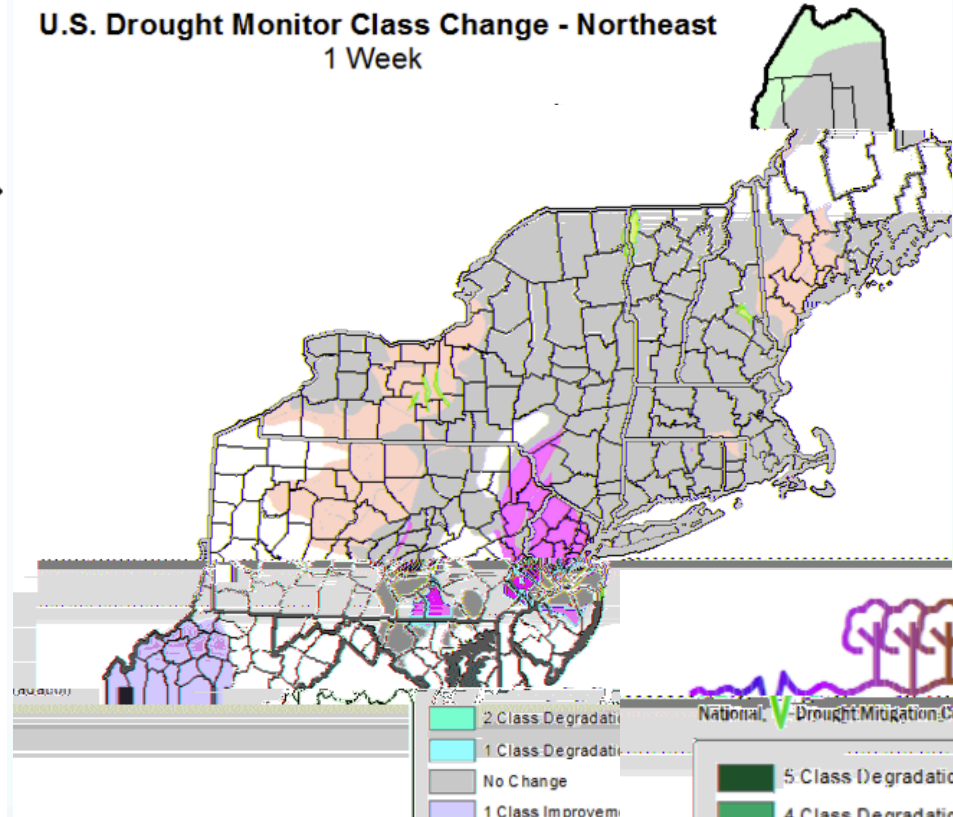 U.S. Drought Monitor Class Change - Northeast
1 Week
National Drought Mitigation C
2 Class Degradatio
1 Class Degradatio
No Change
1 Class Improvem
5 Class Degradatio
4 Class Degradatio